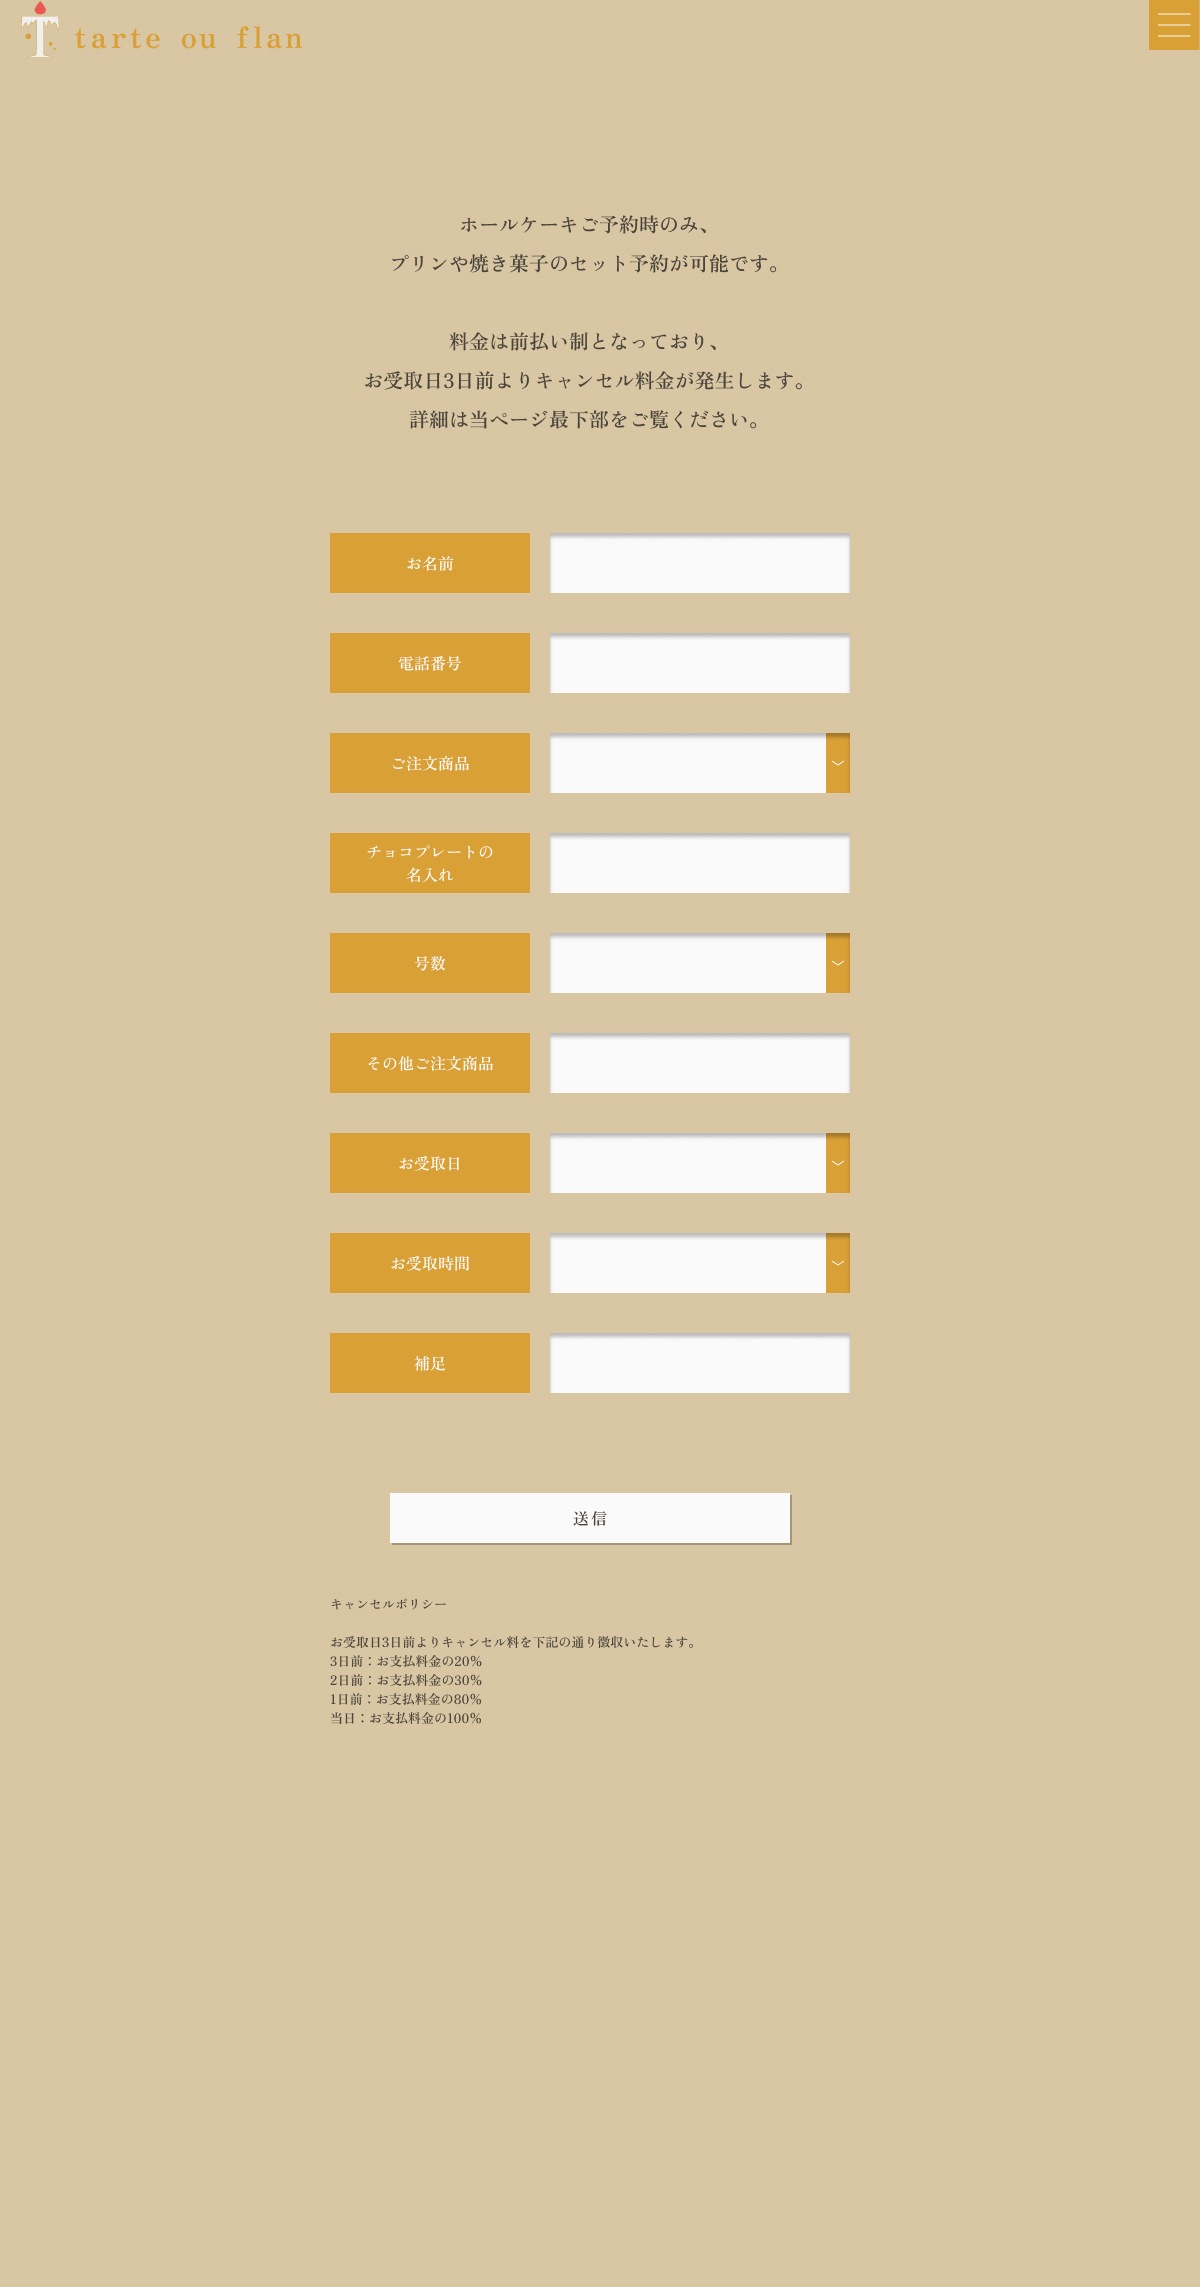 tarte ou flan
ホールケーキご予約時のみ、
プリンや焼き菓子のセット予約が可能です。
料金は前払い制となっており、
お受取日3日前よりキャンセル料金が発生します。
詳細は当ページ最下部をご覧ください。
お名前
電話番号
ご注文商品
チョコプレートの
名入れ
号数
その他ご注文商品
お受取日
お受取時間
補足
送信
キャンセルポリシー
お受取日3日前よりキャンセル料を下記の通り徴収いたします。
3日前：お支払料金の20%
2日前：お支払料金の30%
1日前：お支払料金の80%
当日：お支払料金の100%